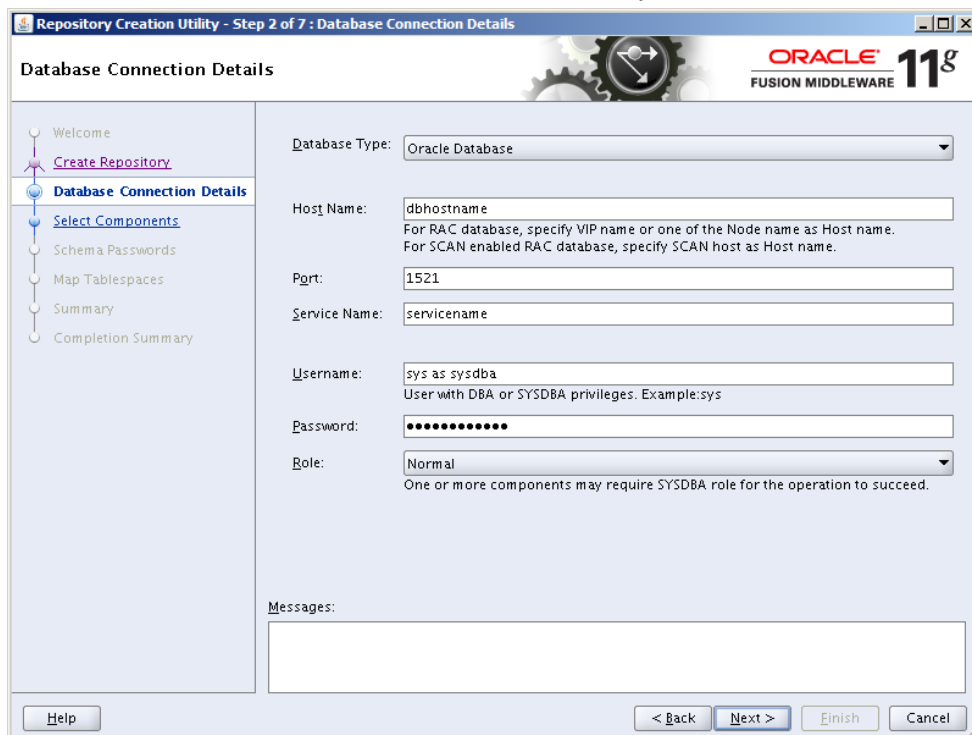 Repository Creation Utility - Step 2 of 7 : Database Connection Details
Database Connection Details
ORACLE
FUSION MIDDLEWARE
11g
Welcome
Create Repository
Database Connection Details
Select Components
Schema Passwords
Map Tablespaces
Summary
Completion Summary
Database Type: Oracle Database
Host Name: dbhostname
For RAC database, specify VIP name or one of the Node name as Host name.
For SCAN enabled RAC database, specify SCAN host as Host name.
Port: 1521
Service Name: servicename
Username: sys as sysdba
User with DBA or SYSDBA privileges. Example:sys
Password: ●●●●●●●●●●●●
Role: Normal
One or more components may require SYSDBA role for the operation to succeed.
Messages:
Help < Back Next > Finish Cancel